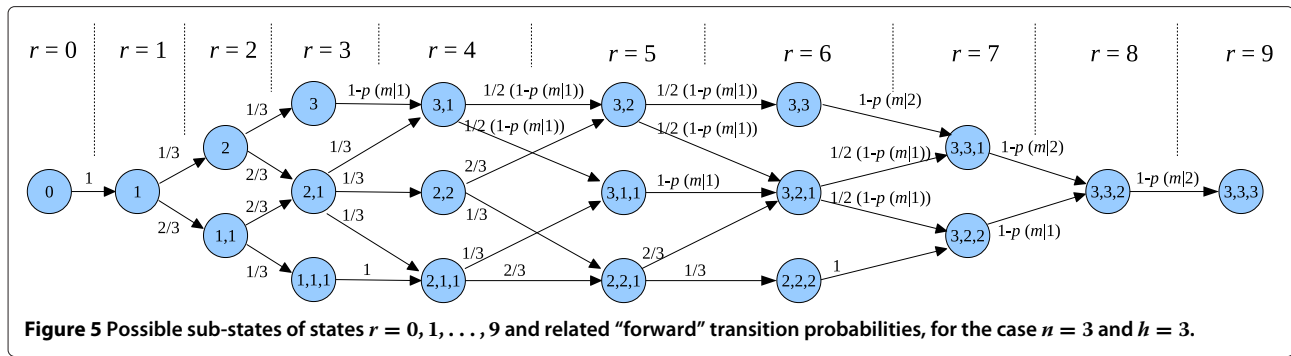 r = 0 r = 1 r = 2 r = 3 r = 4 r = 5 r = 6 r = 7 r = 8 r = 9
3 1-p (m|1) 3,1 1/2 (1-p (m|1)) 3,2 1/2 (1-p (m|1)) 3,3
1/3 1-p (m|2)
1/2 (1-p (m|1)) 1/2 (1-p (m|1))
1/3 2 1/3 2/3 3,3,1 1-p (m|2)
2/3 1/2 (1-p (m|1))
0 1 1 2,1 1/3 2,2 3,1,1 1-p (m|1) 3,2,1 3,3,2 1-p (m|2) 3,3,3
2/3 2/3 1/3 1/3 1/2 (1-p (m|1))
1,1 3,2,2 1-p (m|1)
1/3 1/3 2/3
1,1,1 1 2,1,1 2/3 2,2,1 1/3 2,2,2 1
Figure 5 Possible sub-states of states r = 0, 1, . . . , 9 and related “forward” transition probabilities, for the case n = 3 and h = 3.